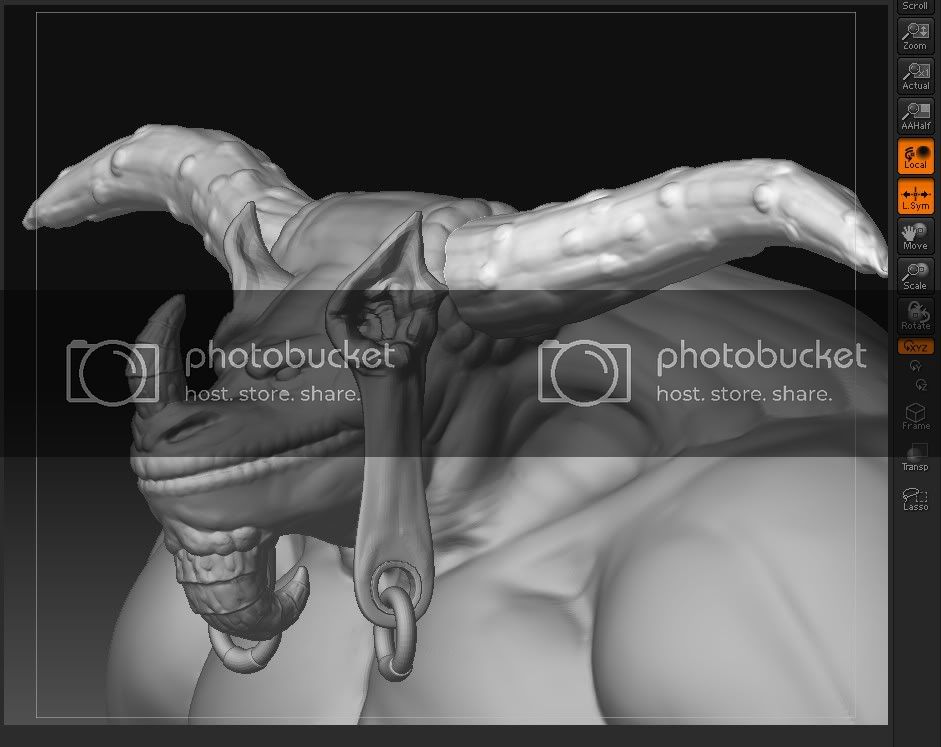 Scroll
Zoom
Actual
AAHalf
Local
L.Sym
Move
Scale
Rotate
XYZ
Y
Z
Frame
Transp
Lasso
photobucket
host. store. share.
photobucket
host. store. share.